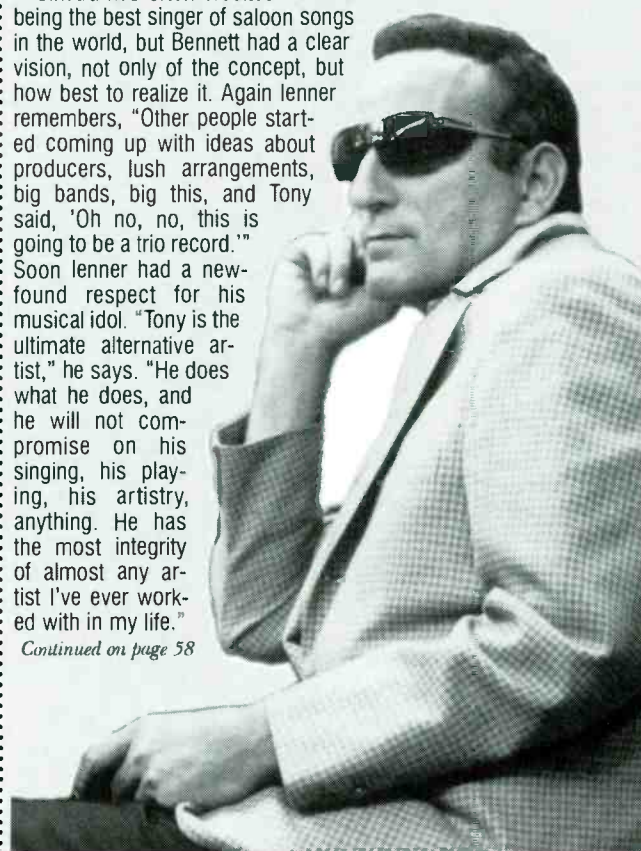 being the best singer of saloon songs
in the world, but Bennett had a clear
vision, not only of the concept, but
how best to realize it. Again Ienner
remembers, “Other people start-
ed coming up with ideas about
producers, lush arrangements,
big bands, big this, and Tony
said, ‘Oh no, no, this is
going to be a trio record.’”
Soon Ienner had a new-
found respect for his
musical idol. “Tony is the
ultimate alternative ar-
tist,” he says. “He does
what he does, and
he will not com-
promise on his
singing, his play-
ing, his artistry,
anything. He has
the most integrity
of almost any ar-
tist I've ever work-
ed with in my life.”
Continued on page 58